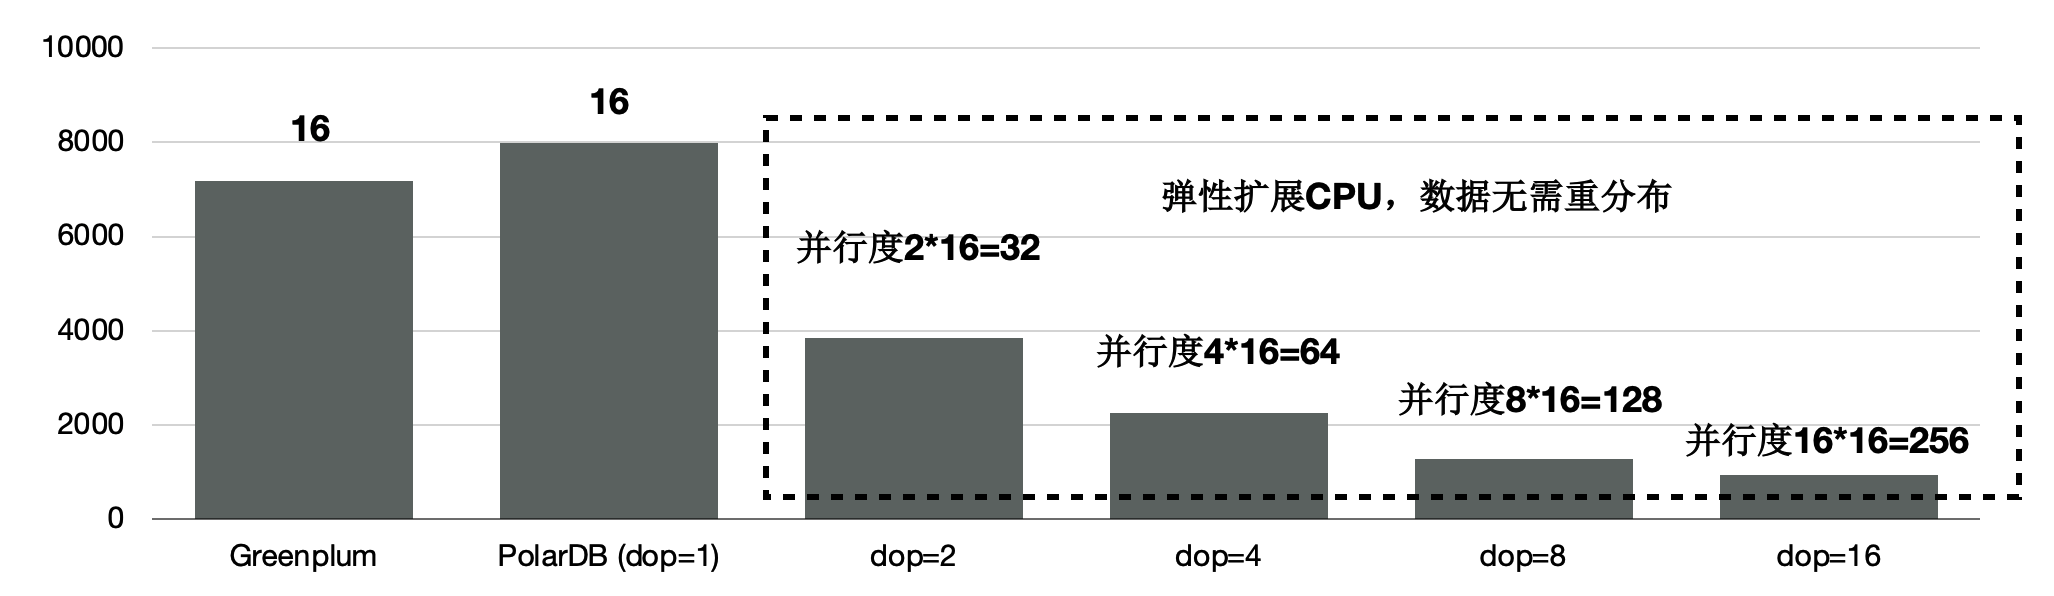 10000
8000
6000
4000
2000
0
16
16
弹性扩展CPU，数据无需重分布
并行度2*16=32
并行度4*16=64
并行度8*16=128
并行度16*16=256
Greenplum
PolarDB (dop=1)
dop=2
dop=4
dop=8
dop=16